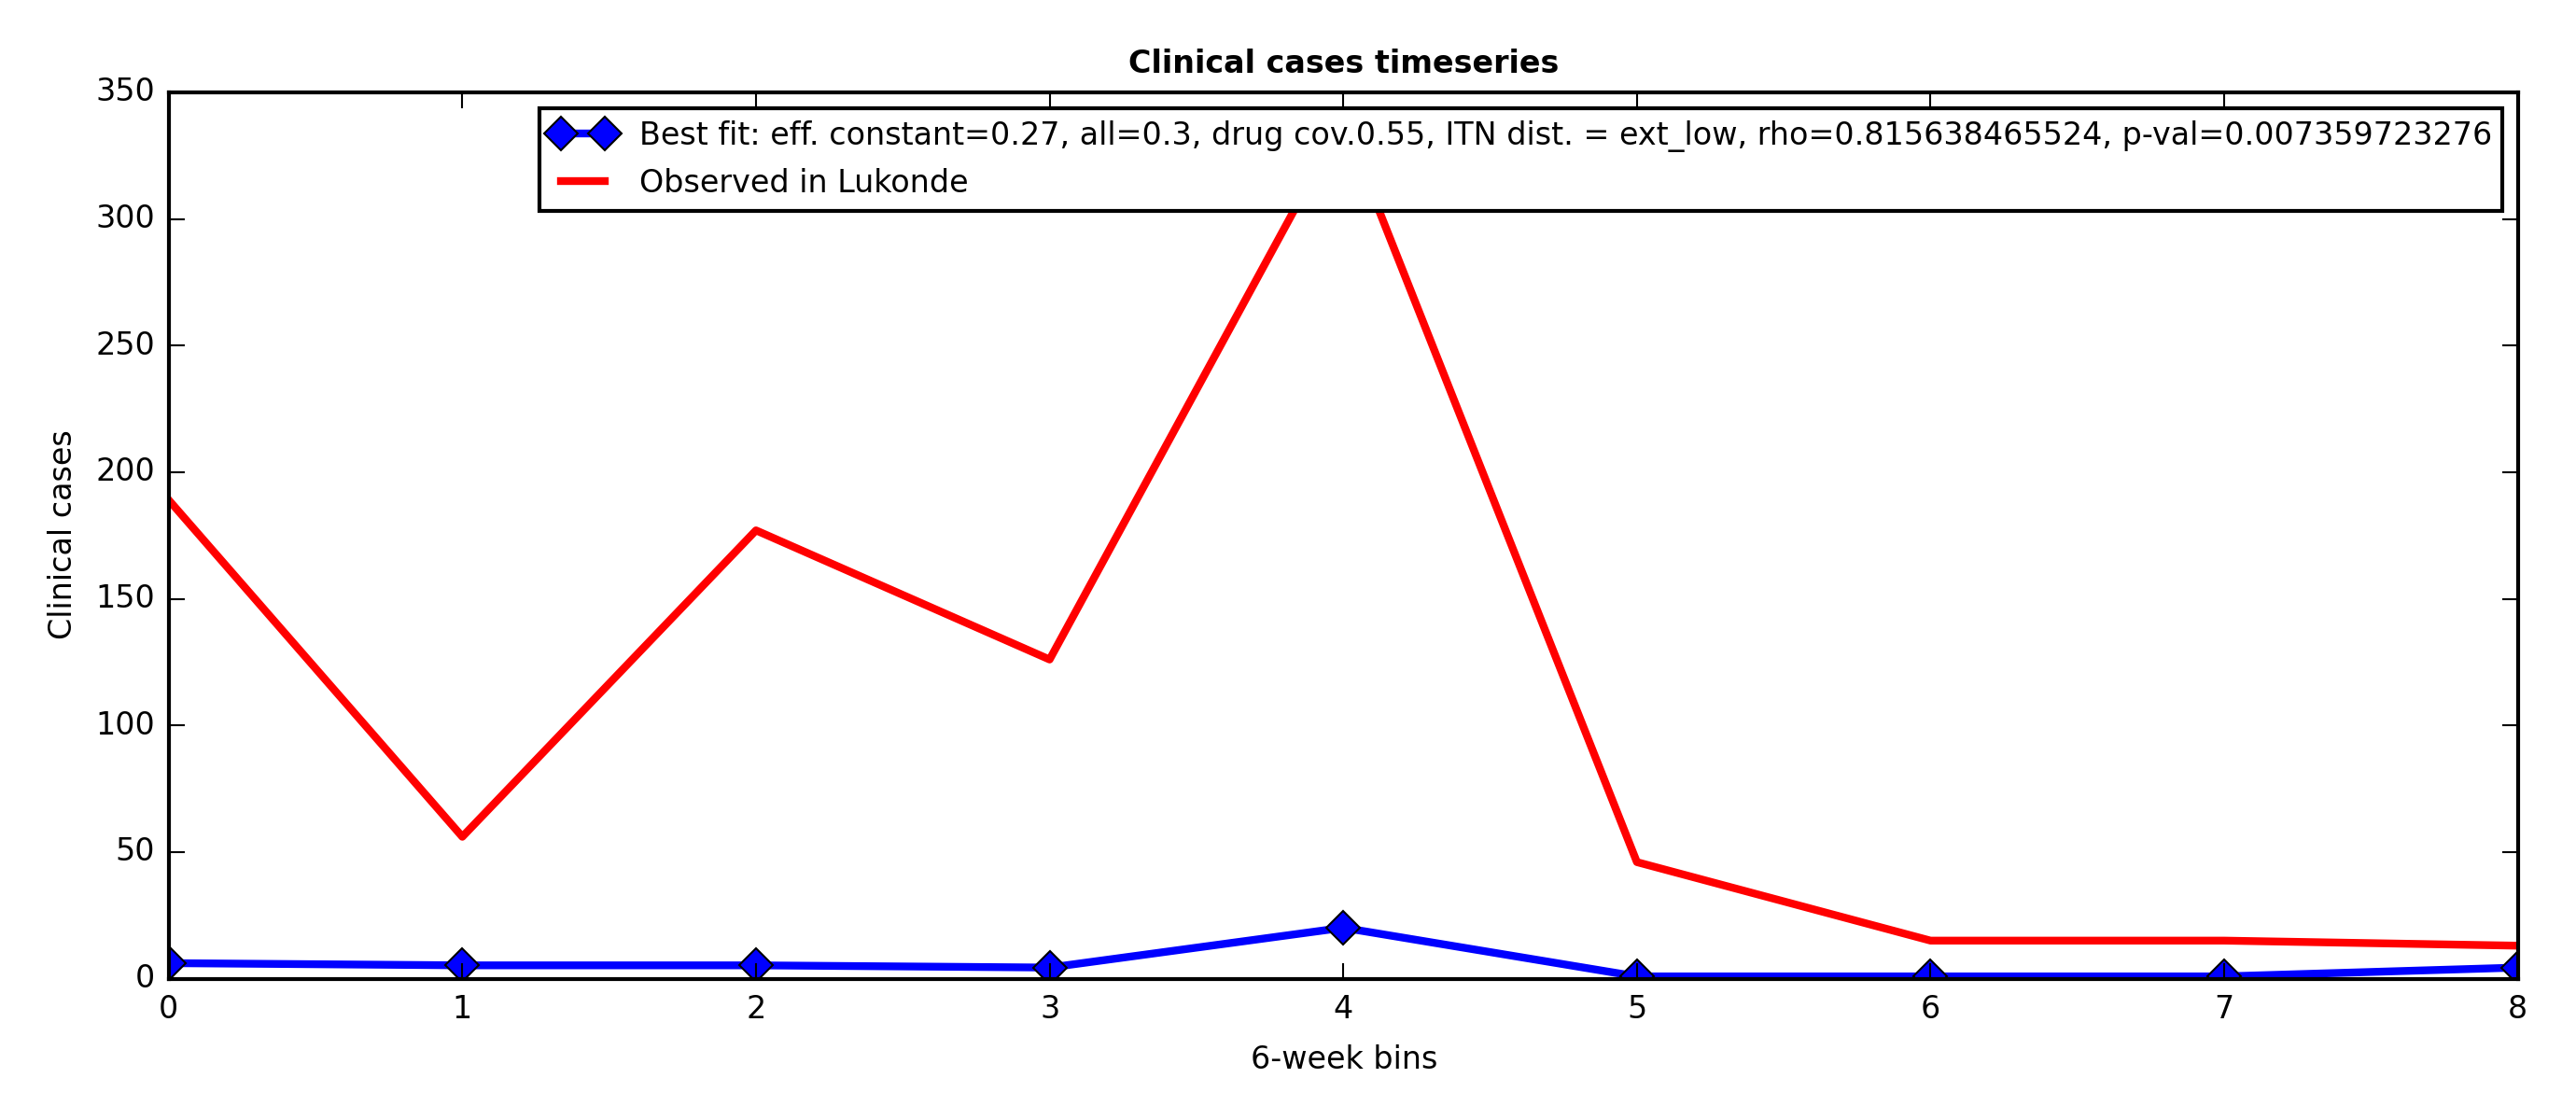 Clinical cases timeseries
350
300
250
200
150
100
50
0
Clinical cases
Best fit: eff. constant=0.27, all=0.3, drug cov.0.55, ITN dist. = ext_low, rho=0.815638465524, p-val=0.007359723276
Observed in Lukonde
0 1 2 3 4 5 6 7 8
6-week bins